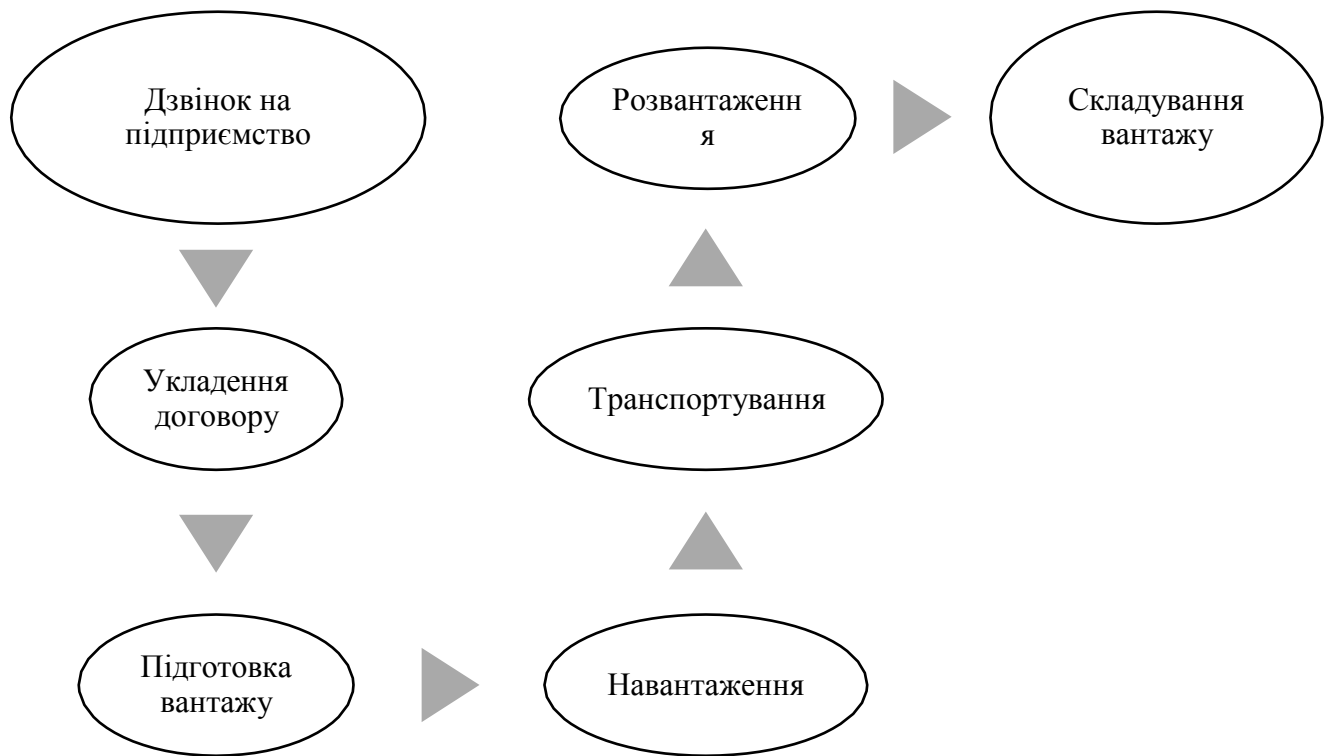 Дзвінок на
підприємство
Укладення
договору
Підготовка
вантажу
Навантаження
Транспортування
Розвантаженн
я
Складування
вантажу